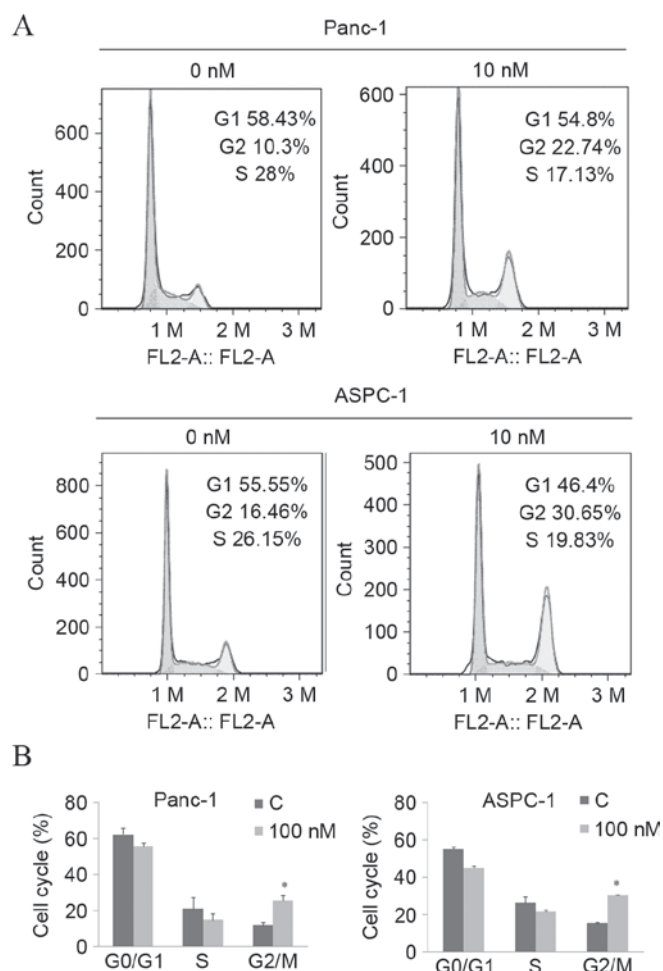 A
Panc-1
0 nM
10 nM
G1 58.43%
G2 10.3%
S 28%
G1 54.8%
G2 22.74%
S 17.13%
Count
600
400
200
0
1 M
2 M
3 M
FL2-A:: FL2-A
Count
600
400
200
0
1 M
2 M
3 M
FL2-A:: FL2-A
ASPC-1
0 nM
10 nM
G1 55.55%
G2 16.46%
S 26.15%
G1 46.4%
G2 30.65%
S 19.83%
Count
800
600
400
200
0
1 M
2 M
3 M
FL2-A:: FL2-A
Count
500
400
300
200
100
0
1 M
2 M
3 M
FL2-A:: FL2-A
B
Panc-1
C
100 nM
Cell cycle (%)
80
60
40
20
0
*
G0/G1
S
G2/M
ASPC-1
C
100 nM
Cell cycle (%)
80
60
40
20
0
*
G0/G1
S
G2/M